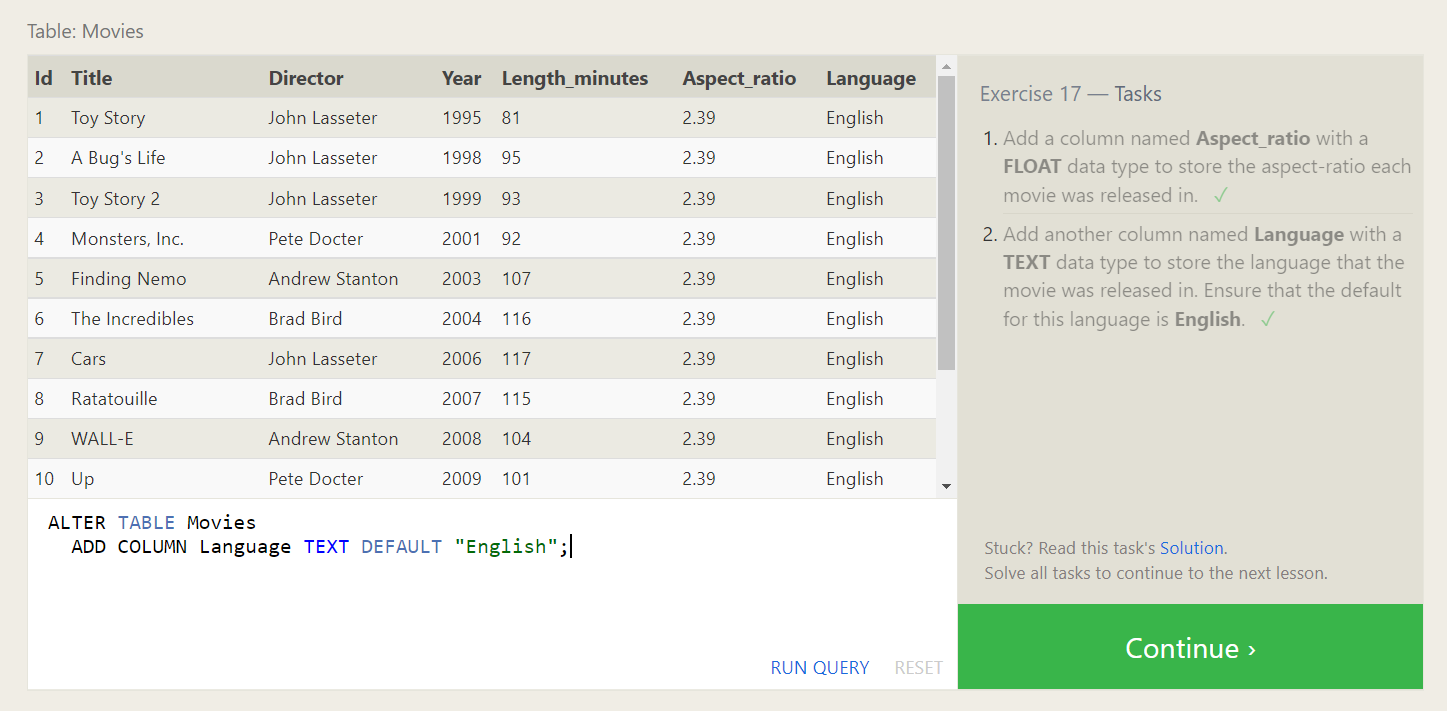 Table: Movies
Id Title Director Year Length_minutes Aspect_ratio Language
1 Toy Story John Lasseter 1995 81 2.39 English
2 A Bug's Life John Lasseter 1998 95 2.39 English
3 Toy Story 2 John Lasseter 1999 93 2.39 English
4 Monsters, Inc. Pete Docter 2001 92 2.39 English
5 Finding Nemo Andrew Stanton 2003 107 2.39 English
6 The Incredibles Brad Bird 2004 116 2.39 English
7 Cars John Lasseter 2006 117 2.39 English
8 Ratatouille Brad Bird 2007 115 2.39 English
9 WALL-E Andrew Stanton 2008 104 2.39 English
10 Up Pete Docter 2009 101 2.39 English
ALTER TABLE Movies
ADD COLUMN Language TEXT DEFAULT "English";
RUN QUERY RESET
Exercise 17 — Tasks
1. Add a column named Aspect_ratio with a
FLOAT data type to store the aspect-ratio each
movie was released in. ✓
2. Add another column named Language with a
TEXT data type to store the language that the
movie was released in. Ensure that the default
for this language is English. ✓
Stuck? Read this task's Solution.
Solve all tasks to continue to the next lesson.
Continue ›